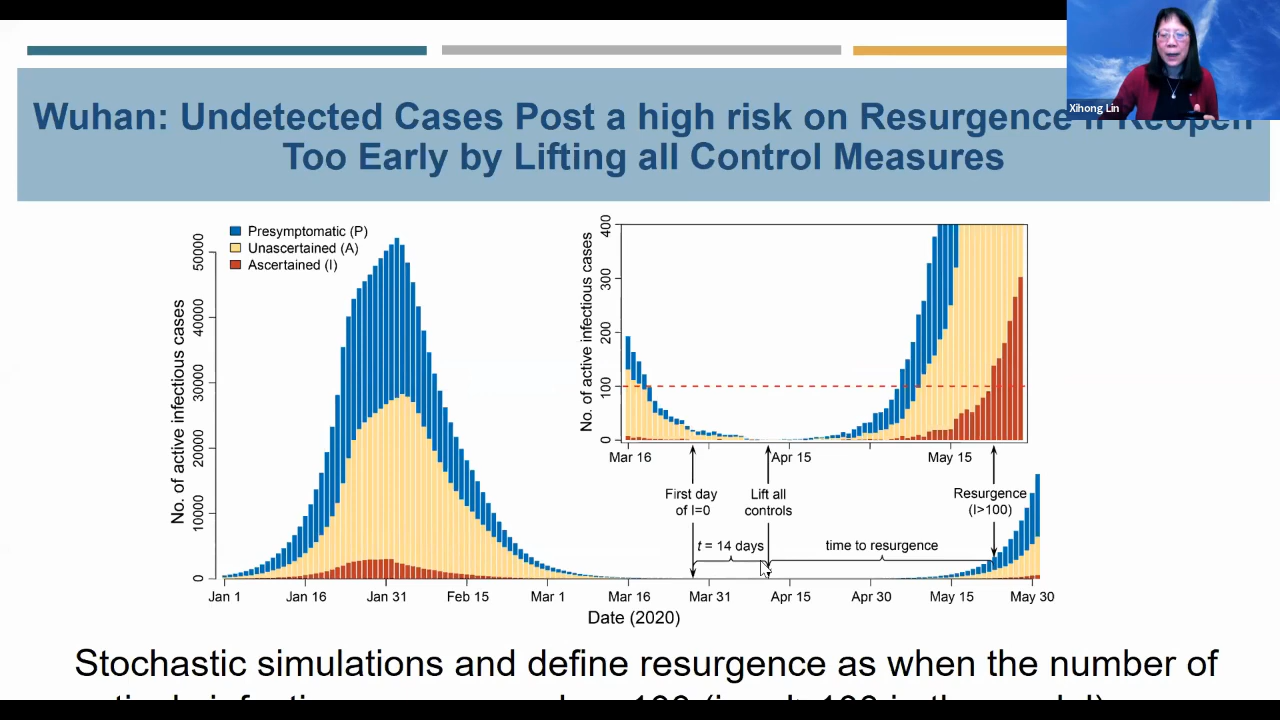 Xihong Lin
Wuhan: Undetected Cases Post a high risk on Resurgence
Too Early by Lifting all Control Measures
Presymptomatic (P)
Unascertained (A)
Ascertained (I)
No. of active infectious cases
50000
40000
30000
20000
10000
0
Jan 1
Jan 16
Jan 31
Feb 15
Mar 1
Mar 16
Mar 31
Apr 15
Apr 30
May 15
May 30
Date (2020)
No. of active infectious cases
400
300
200
100
0
Mar 16
Apr 15
May 15
First day
of I=0
Lift all
controls
Resurgence
(I>100)
t = 14 days
time to resurgence
Stochastic simulations and define resurgence as when the number of